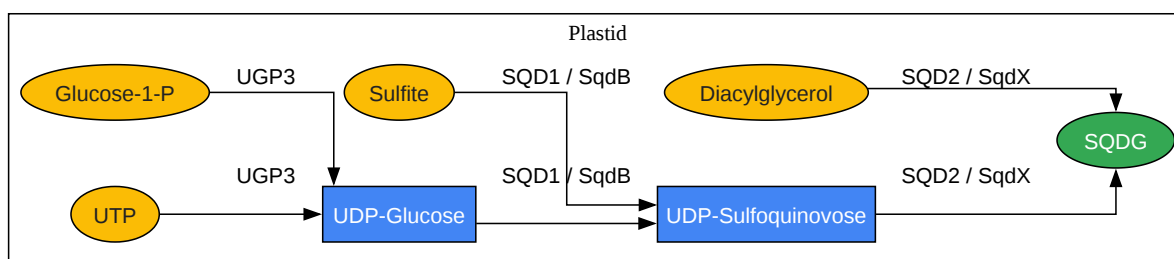 Plastid
UGP3
SQD1 / SqdB
SQD2 / SqdX
Glucose-1-P
Sulfite
Diacylglycerol
SQDG
UGP3
SQD1 / SqdB
SQD2 / SqdX
UTP
UDP-Glucose
UDP-Sulfoquinovose